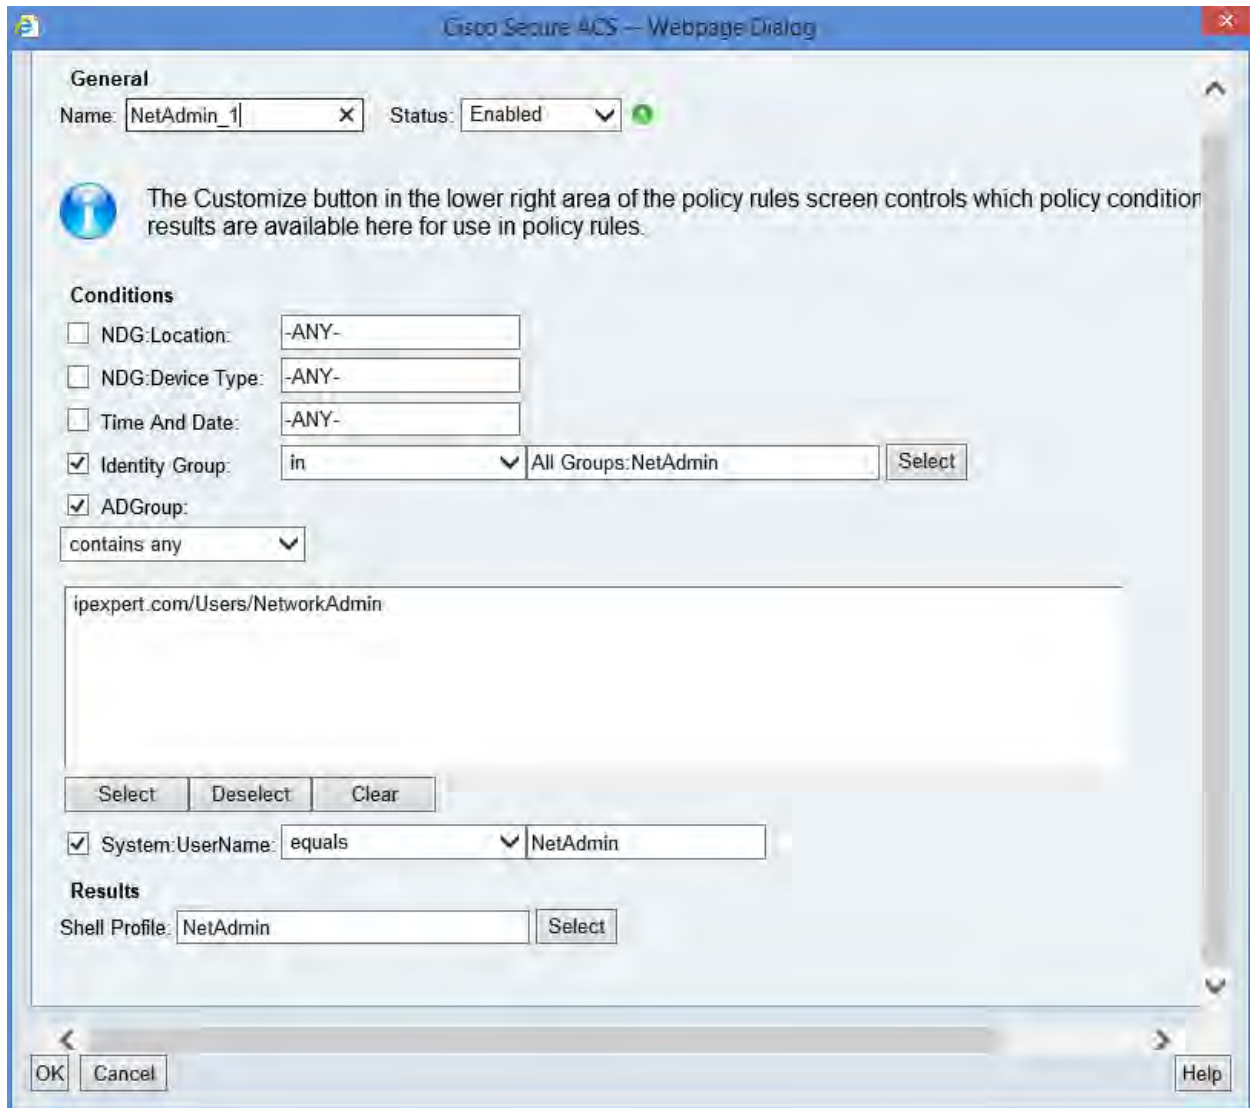 Cisco Secure ACS -- Webpage Dialog
General
Name: NetAdmin_1 Status: Enabled
The Customize button in the lower right area of the policy rules screen controls which policy condition
results are available here for use in policy rules.
Conditions
NDG:Location: -ANY-
NDG:Device Type: -ANY-
Time And Date: -ANY-
Identity Group: in All Groups:NetAdmin Select
ADGroup:
contains any
ipexpert.com/Users/NetworkAdmin
Select Deselect Clear
System:UserName: equals NetAdmin
Results
Shell Profile: NetAdmin Select
OK Cancel Help